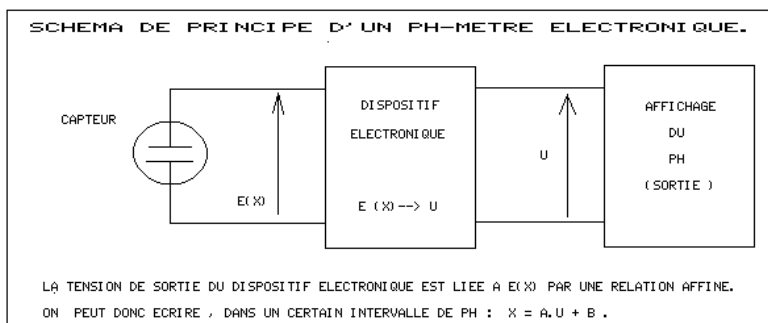 SCHEMA DE PRINCIPE D'UN PH-METRE ELECTRONIQUE.
CAPTEUR
E(X)
DISPOSITIF
ELECTRONIQUE
E (X)--> U
U
AFFICHAGE
DU
PH
( SORTIE )
LA TENSION DE SORTIE DU DISPOSITIF ELECTRONIQUE EST LIEE A E(X) PAR UNE RELATION AFFINE.
ON PEUT DONC ECRIRE , DANS UN CERTAIN INTERVALLE DE PH : X = A.U + B .